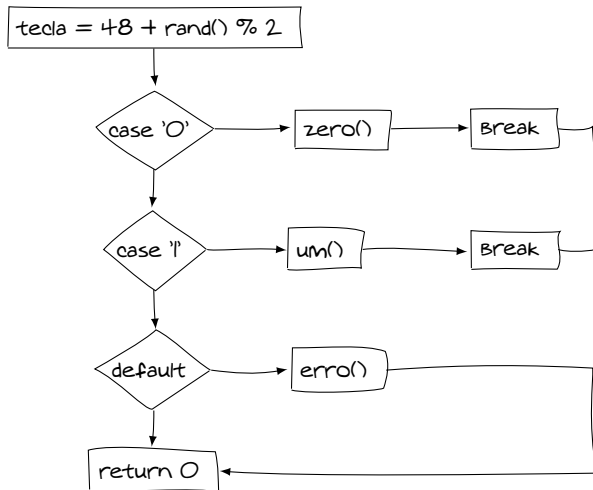 tecla = 48 + rand() % 2
case '0'
zero()
Break
case '1'
um()
Break
default
erro()
return 0